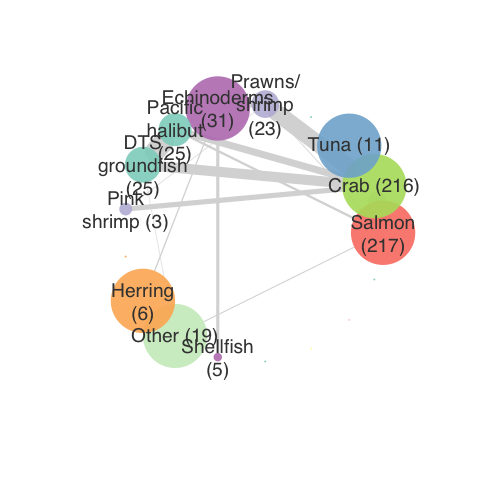 Prawns/
shrimp
(23)
Echinoderms
(31)
Pacific
halibut
(25)
DTS
groundfish
(25)
Pink
shrimp (3)
Tuna (11)
Crab (216)
Salmon
(217)
Herring
(6)
Other (19)
Shellfish
(5)